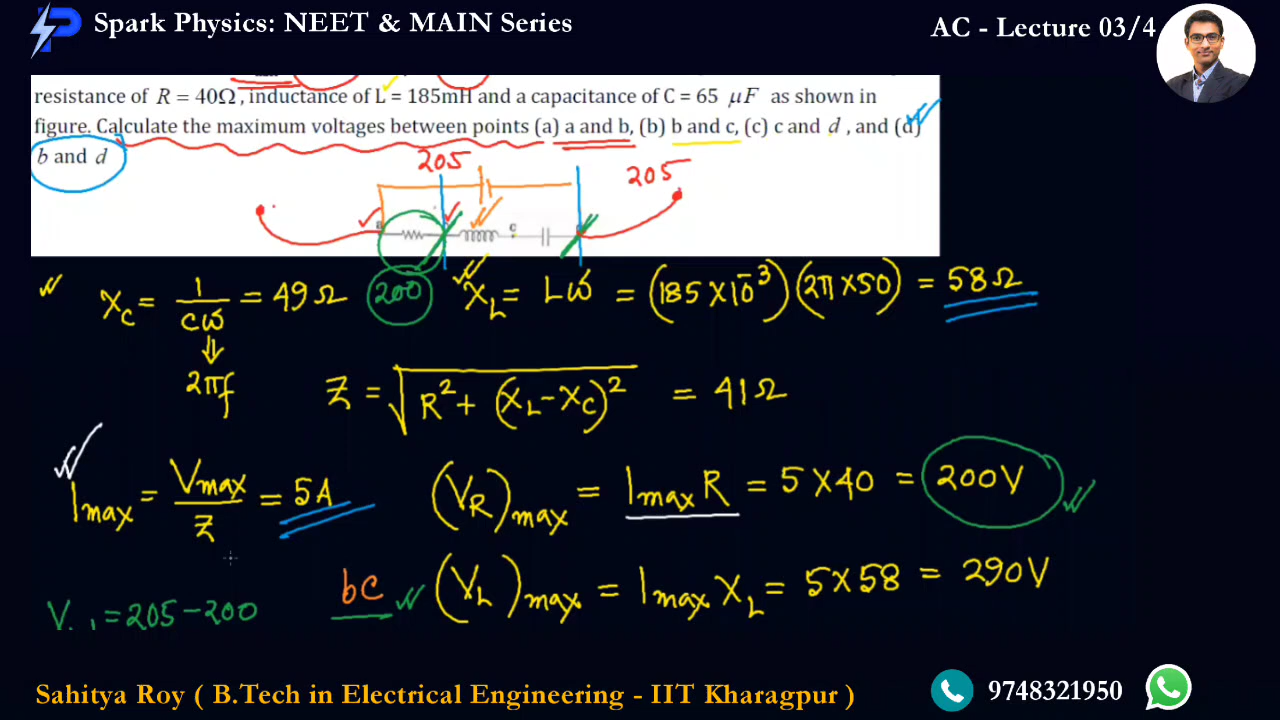 Spark Physics: NEET & MAIN Series
AC - Lecture 03/4
resistance of R = 40Ω, inductance of L = 185mH and a capacitance of C = 65 μF as shown in
figure. Calculate the maximum voltages between points (a) a and b, (b) b and c, (c) c and d, and (d)
b and d
205
205
a
c
X_C = 1/Cω = 49Ω
200
X_L = Lω = (185×10⁻³)(2π×50) = 58Ω
2πf
Z = √(R² + (X_L - X_C)²) = 41Ω
I_max = V_max/Z = 5A
(V_R)_max = I_max R = 5×40 = 200V
bC (V_L)_max = I_max X_L = 5×58 = 290V
= 205 - 200
Sahitya Roy ( B.Tech in Electrical Engineering - IIT Kharagpur )
9748321950